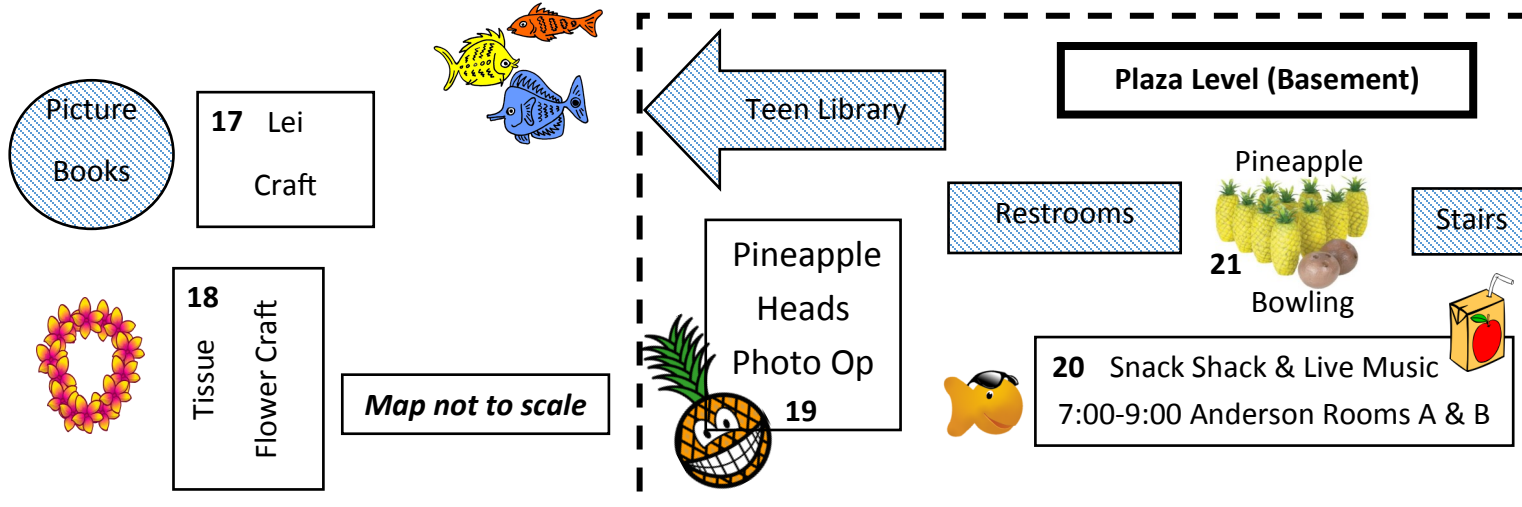 Picture
Books
17 Lei
Craft
18
Tissue
Flower Craft
Map not to scale
Teen Library
Plaza Level (Basement)
Restrooms
Pineapple
21
Bowling
Stairs
Pineapple
Heads
Photo Op
19
20 Snack Shack & Live Music
7:00-9:00 Anderson Rooms A & B